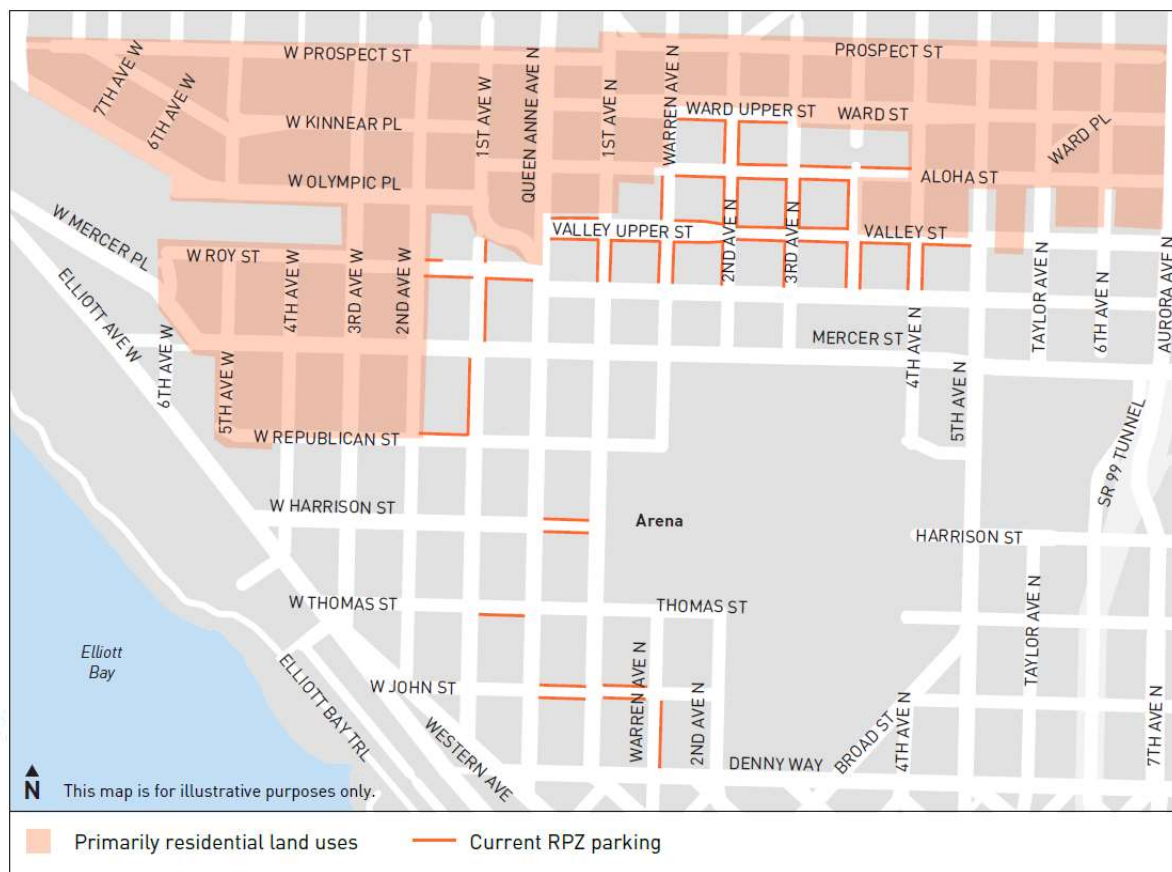 W PROSPECT ST
PROSPECT ST
7TH AVE W
6TH AVE W
1ST AVE W
QUEEN ANNE AVE N
1ST AVE N
WARREN AVE N
WARD UPPER ST
WARD ST
WARD PL
W KINNEAR PL
W OLYMPIC PL
ALOHA ST
W MERCER PL
W ROY ST
VALLEY UPPER ST
2ND AVE N
3RD AVE N
VALLEY ST
ELLIOTT AVE W
4TH AVE W
3RD AVE W
2ND AVE W
TAYLOR AVE N
6TH AVE N
AURORA AVE N
MERCER ST
4TH AVE N
6TH AVE W
5TH AVE W
5TH AVE N
W REPUBLICAN ST
SR 99 TUNNEL
W HARRISON ST
Arena
HARRISON ST
W THOMAS ST
THOMAS ST
TAYLOR AVE N
Elliott
Bay
ELLIOTT BAY TRL
W JOHN ST
WARREN AVE N
2ND AVE N
WESTERN AVE
BROAD ST
4TH AVE N
7TH AVE N
DENNY WAY
N
This map is for illustrative purposes only.
Primarily residential land uses
Current RPZ parking